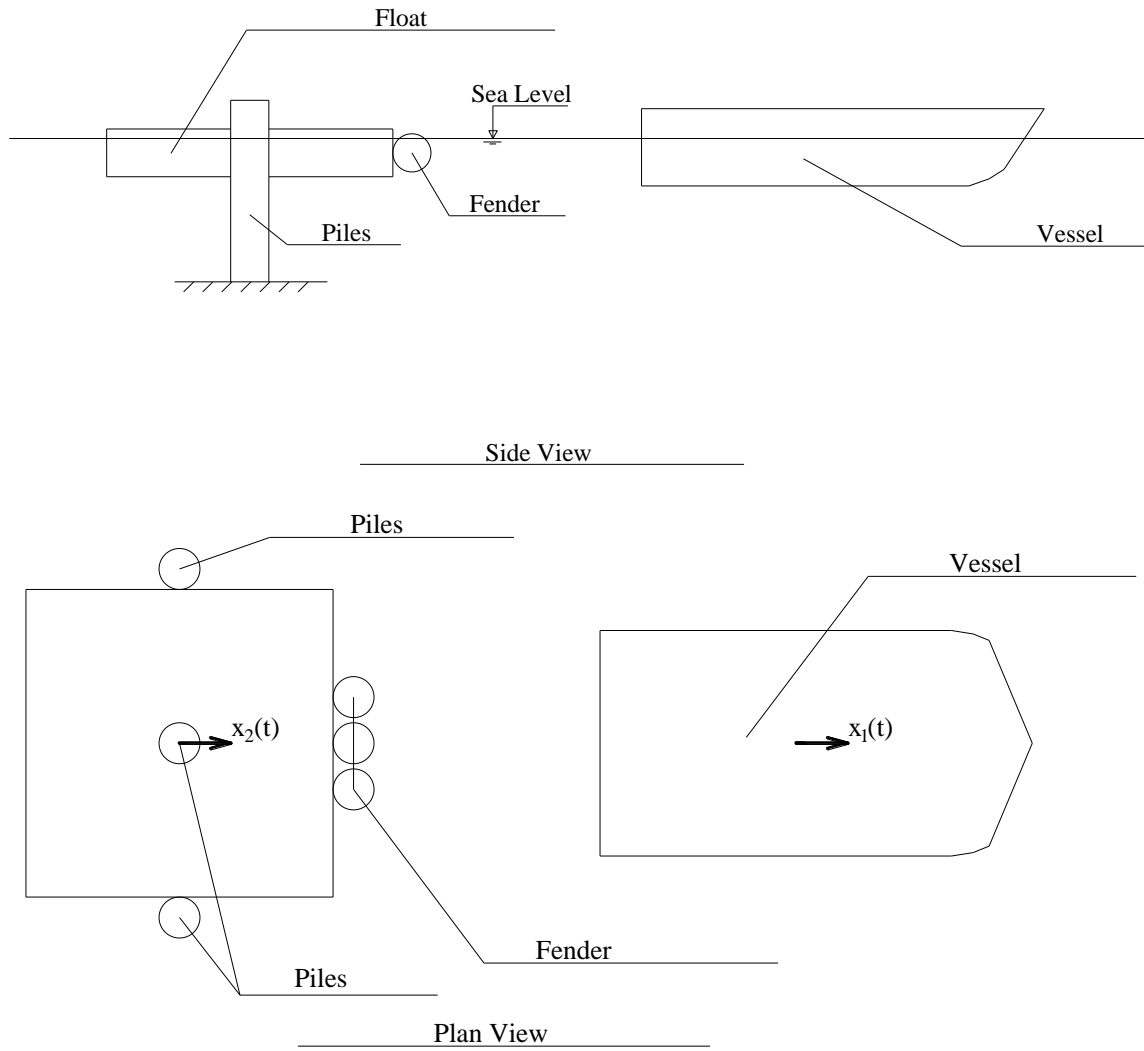 Float
Sea Level
Fender
Piles
Vessel
Side View
Piles
Vessel
x₂(t)
x₁(t)
Fender
Piles
Plan View